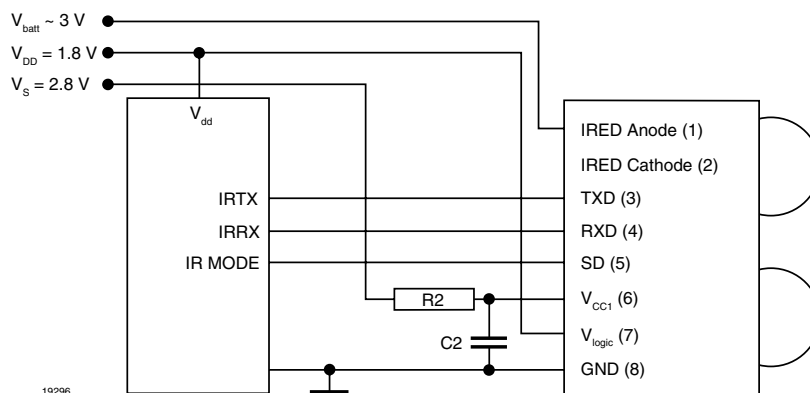 V_batt ~ 3 V
V_DD = 1.8 V
V_S = 2.8 V
V_dd
IRED Anode (1)
IRED Cathode (2)
IRTX
TXD (3)
IRRX
RXD (4)
IR MODE
SD (5)
R2
V_CC1 (6)
C2
V_logic (7)
GND (8)
19296